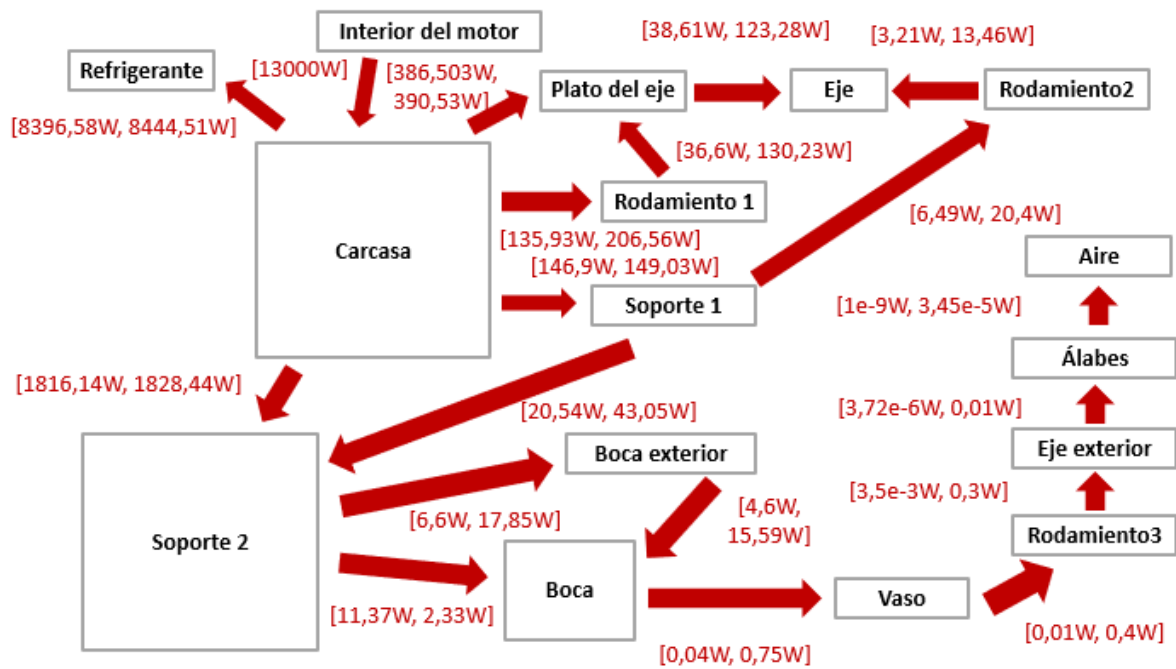 Interior del motor
[38,61W, 123,28W]
[3,21W, 13,46W]
Refrigerante
[13000W]
[386,503W,
390,53W]
Plato del eje
Eje
Rodamiento2
[8396,58W, 8444,51W]
[36,6W, 130,23W]
Rodamiento 1
[6,49W, 20,4W]
Carcasa
[135,93W, 206,56W]
[146,9W, 149,03W]
Aire
Soporte 1
[1e-9W, 3,45e-5W]
Álabes
[1816,14W, 1828,44W]
[20,54W, 43,05W]
[3,72e-6W, 0,01W]
Boca exterior
Eje exterior
[3,5e-3W, 0,3W]
[6,6W, 17,85W]
[4,6W,
15,59W]
Soporte 2
Rodamiento3
Boca
Vaso
[11,37W, 2,33W]
[0,04W, 0,75W]
[0,01W, 0,4W]